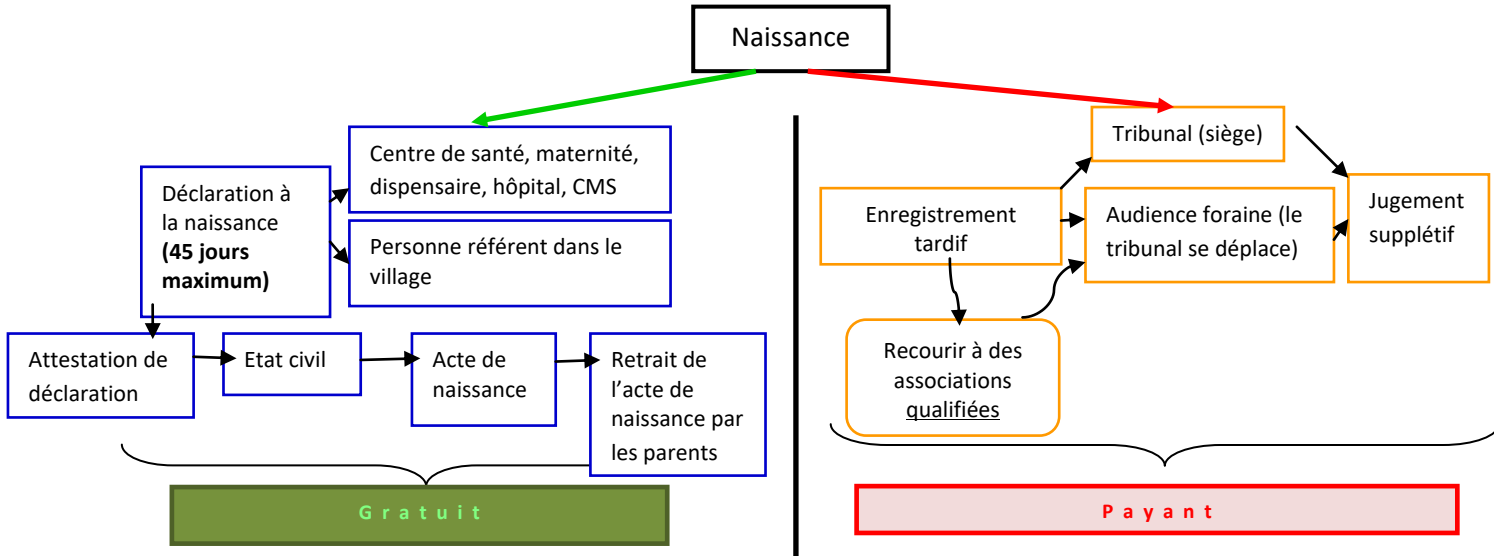 Naissance
Centre de santé, maternité,
dispensaire, hôpital, CMS
Déclaration à
la naissance
(45 jours
maximum)
Personne référent dans le
village
Attestation de
déclaration
Etat civil
Acte de
naissance
Retrait de
l’acte de
naissance par
les parents
Gratuit
Tribunal (siège)
Enregistrement
tardif
Audience foraine (le
tribunal se déplace)
Jugement
supplétif
Recourir à des
associations
qualifiées
Payant